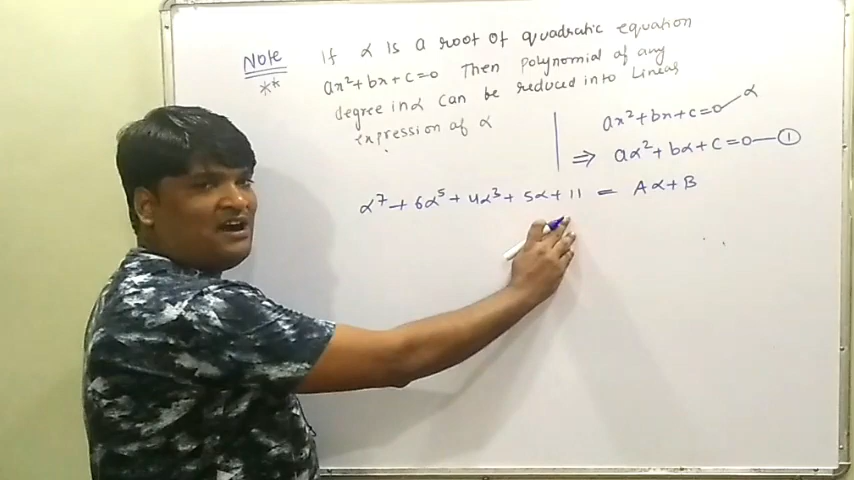 Note
**
If α is a root of quadratic equation
ax²+bx+c=0 Then polynomial of any
degree in α can be reduced into Linear
expression of α
ax²+bx+c=0 α
⇒ aα²+bα+c=0—①
α⁷+6α⁵+4α³+5α+11 = Aα+B